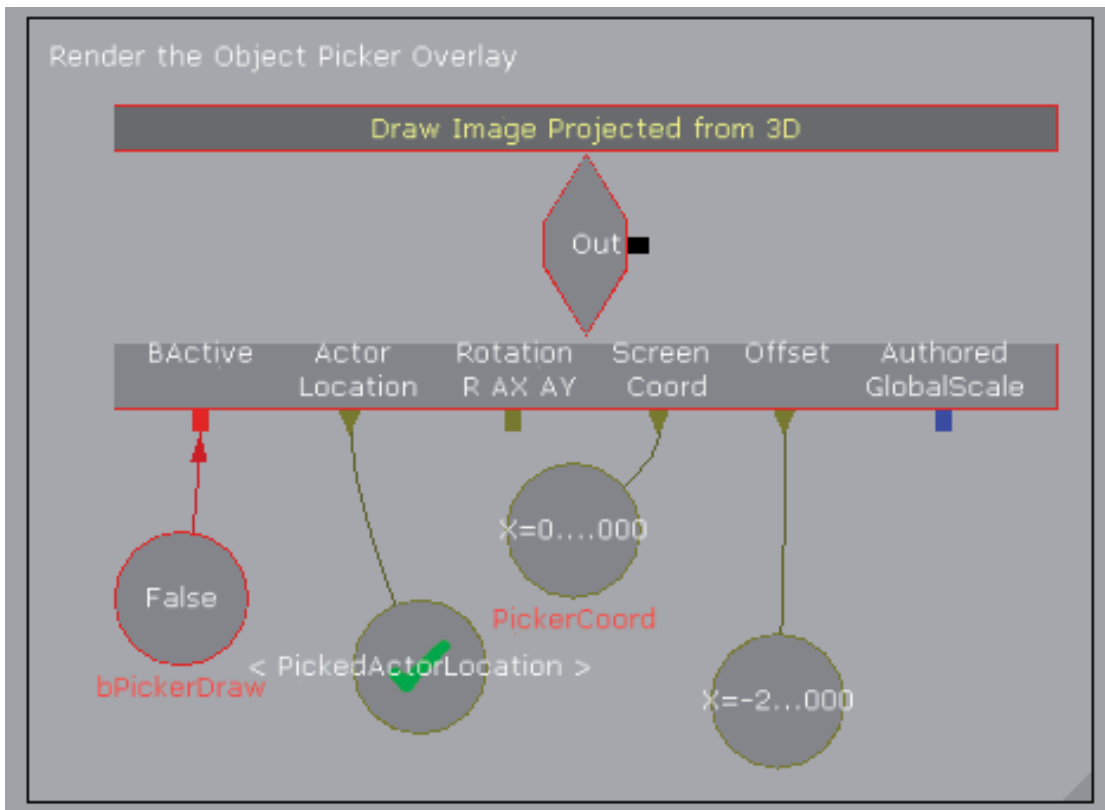 Render the Object Picker Overlay
Draw Image Projected from 3D
Out
BActive
Actor
Location
Rotation
R AX AY
Screen
Coord
Offset
Authored
GlobalScale
False
bPickerDraw
< PickedActorLocation >
X=0....000
PickerCoord
X=-2...000